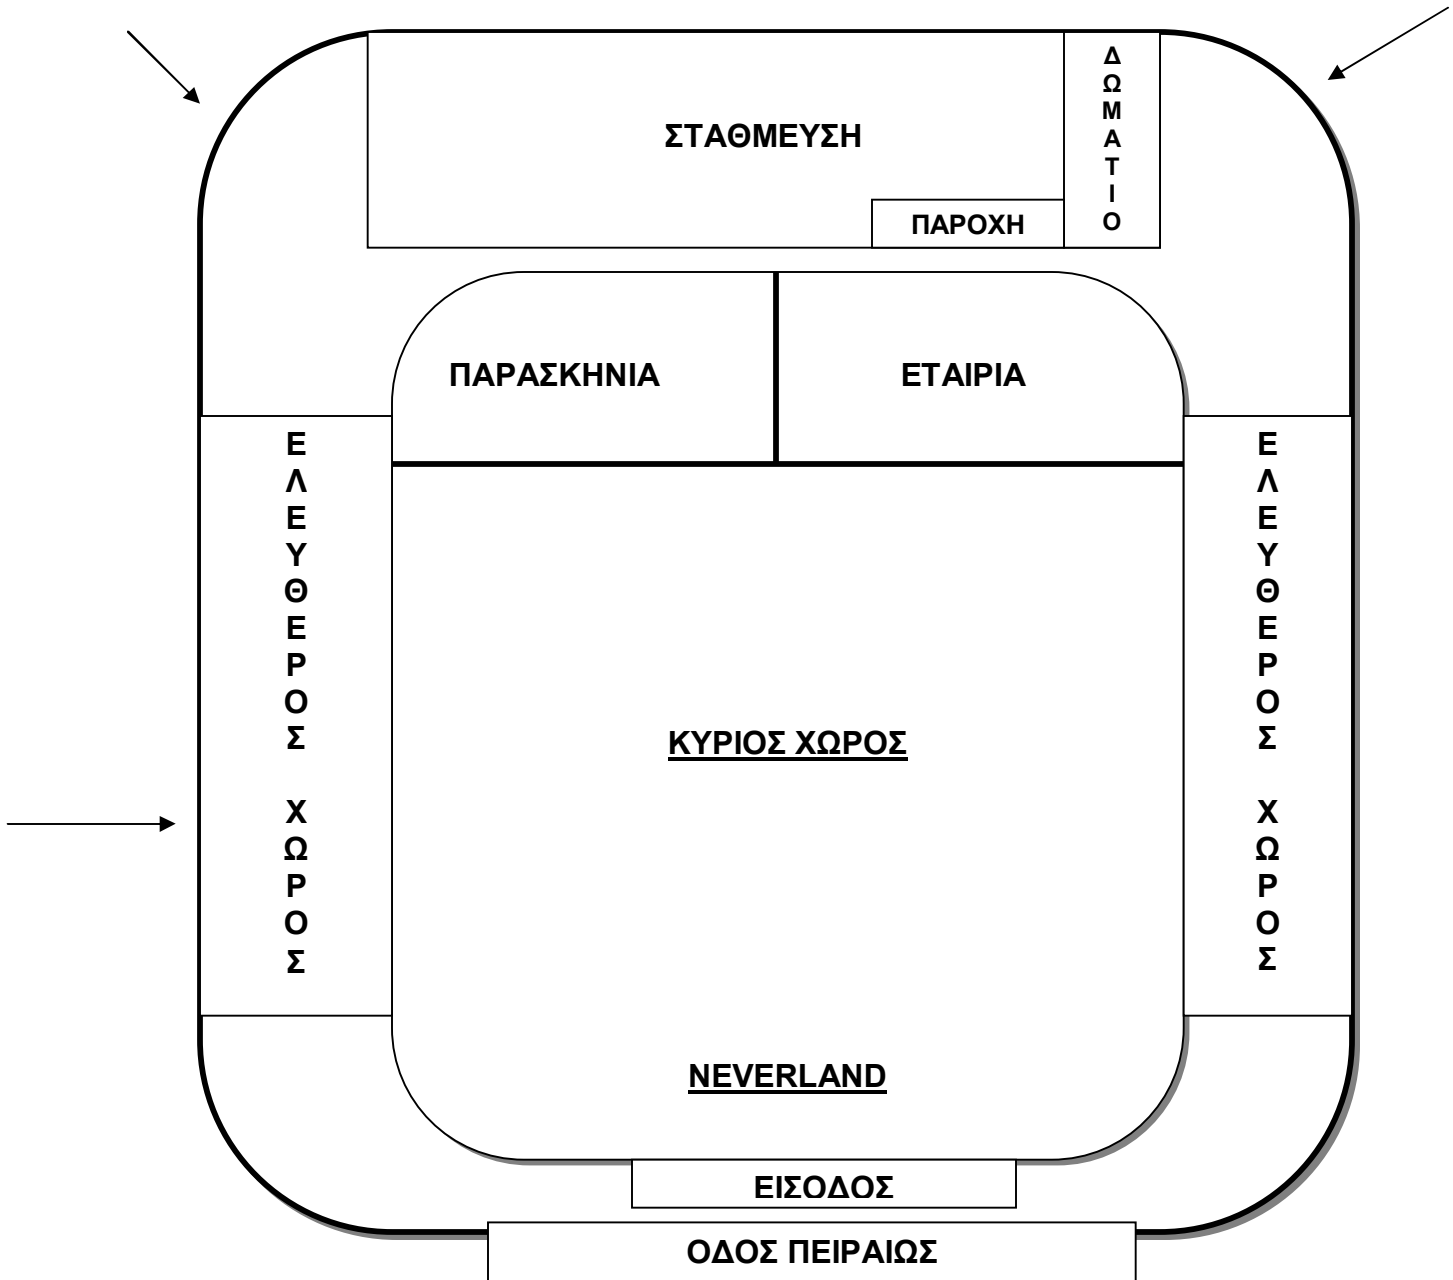 ΔΩΜΑΤΙΟ
ΣΤΑΘΜΕΥΣΗ
ΠΑΡΟΧΗ
ΠΑΡΑΣΚΗΝΙΑ
ΕΤΑΙΡΙΑ
ΕΛΕΥΘΕΡΟΣ ΧΩΡΟΣ
ΕΛΕΥΘΕΡΟΣ ΧΩΡΟΣ
ΚΥΡΙΟΣ ΧΩΡΟΣ
NEVERLAND
ΕΙΣΟΔΟΣ
ΟΔΟΣ ΠΕΙΡΑΙΩΣ